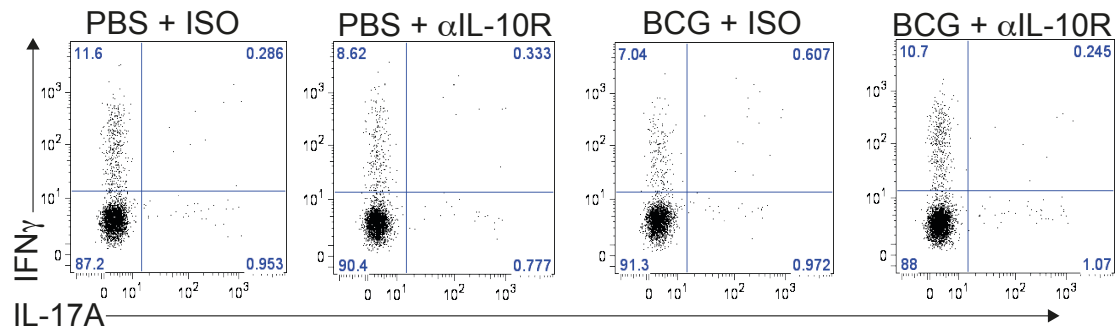 PBS + ISO PBS + αIL-10R BCG + ISO BCG + αIL-10R
11.6 0.286 8.62 0.333 7.04 0.607 10.7 0.245
10³ 10³ 10³ 10³
10² 10² 10² 10²
10¹ 10¹ 10¹ 10¹
0 0 0 0
87.2 0.953 90.4 0.777 91.3 0.972 88 1.07
0 10¹ 10² 10³ 0 10¹ 10² 10³ 0 10¹ 10² 10³ 0 10¹ 10² 10³
IFNγ
IL-17A